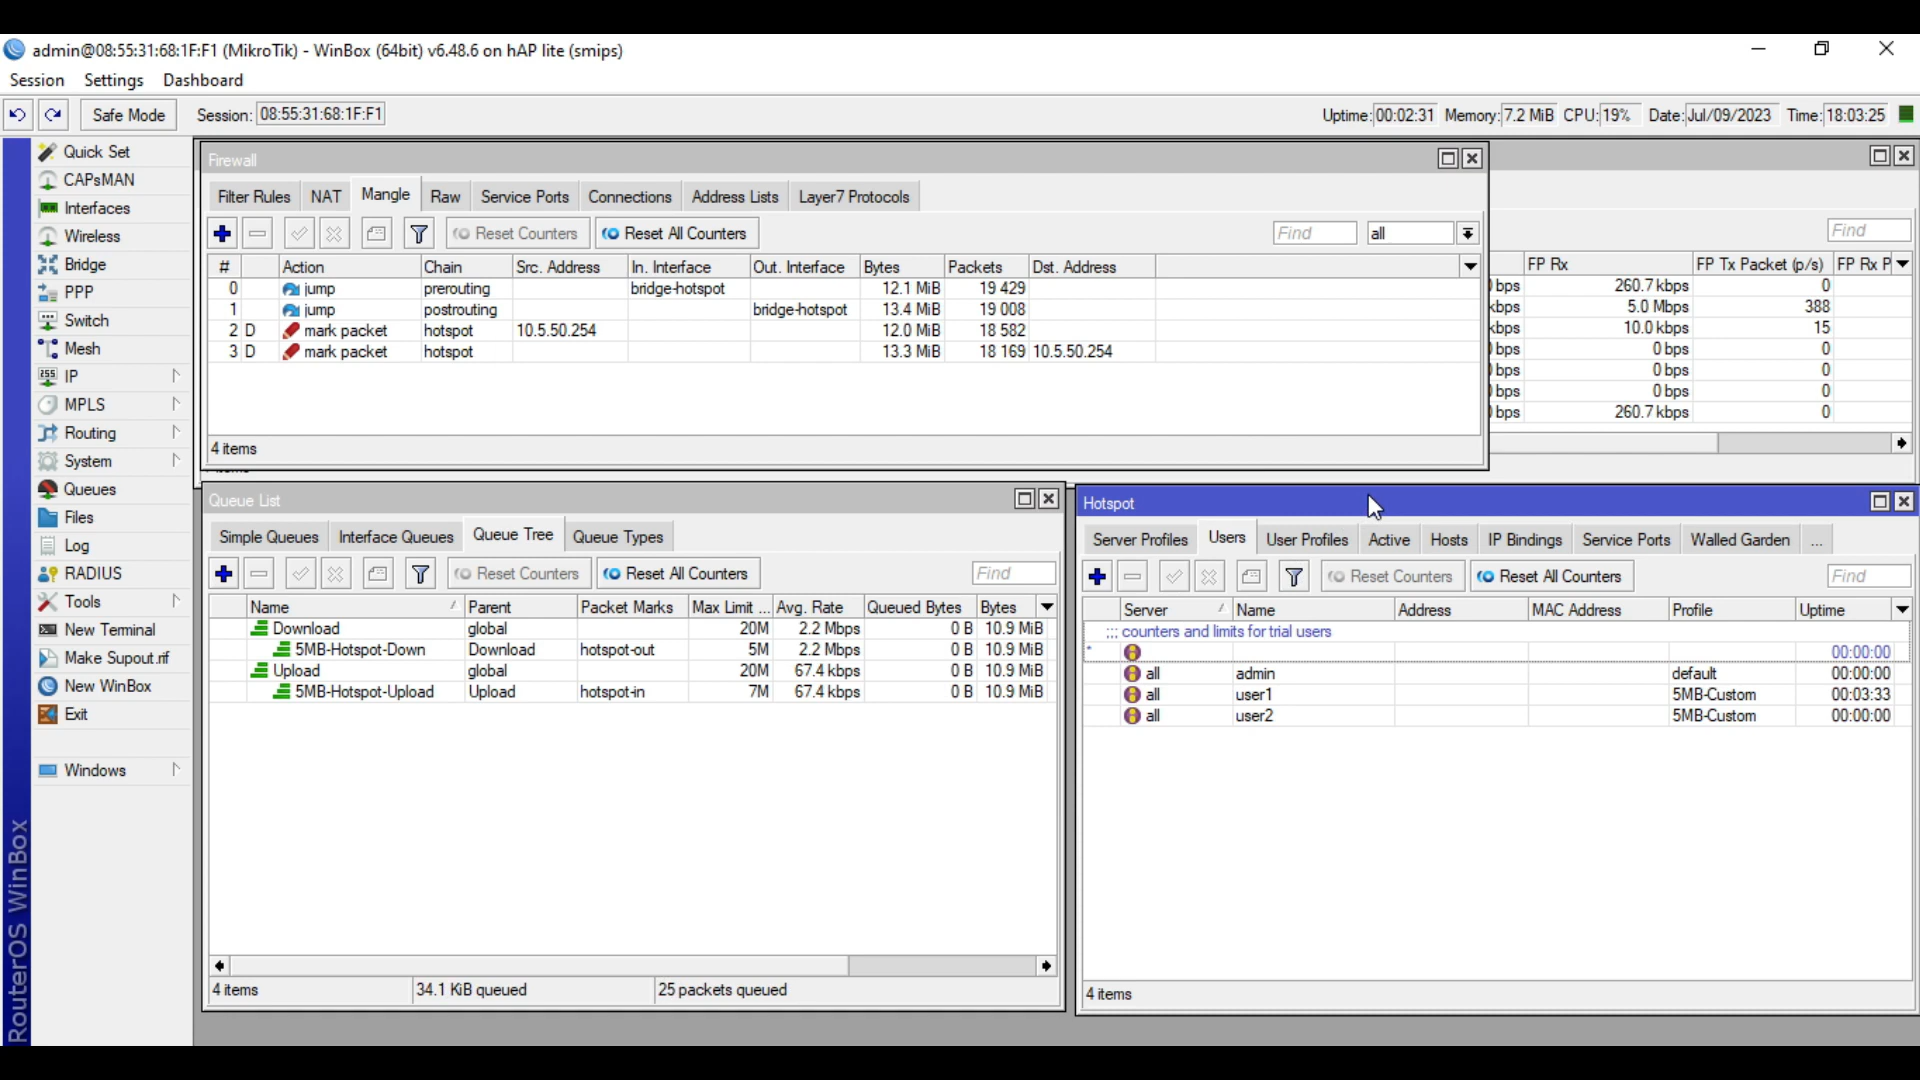 admin@08:55:31:68:1F:F1 (MikroTik) - WinBox (64bit) v6.48.6 on hAP lite (smips)
Session Settings Dashboard
Safe Mode Session: 08:55:31:68:1F:F1 Uptime: 00:02:31 Memory: 7.2 MiB CPU: 19% Date: Jul/09/2023 Time: 18:03:25
Quick Set
CAPsMAN
Interfaces
Wireless
Bridge
PPP
Switch
Mesh
IP
MPLS
Routing
System
Queues
Files
Log
RADIUS
Tools
New Terminal
Make Supout.rif
New WinBox
Exit
Windows
RouterOS WinBox
Firewall
Filter Rules NAT Mangle Raw Service Ports Connections Address Lists Layer7 Protocols
Reset Counters Reset All Counters Find all
# Action Chain Src. Address In. Interface Out. Interface Bytes Packets Dst. Address
0 jump prerouting bridge-hotspot 12.1 MiB 19 429
1 jump postrouting bridge-hotspot 13.4 MiB 19 008
2 D mark packet hotspot 10.5.50.254 12.0 MiB 18 582
3 D mark packet hotspot 13.3 MiB 18 169 10.5.50.254
4 items
Find
FP Rx FP Tx Packet (p/s) FP Rx P
bps 260.7 kbps 0
kbps 5.0 Mbps 388
kbps 10.0 kbps 15
bps 0 bps 0
bps 0 bps 0
bps 0 bps 0
bps 260.7 kbps 0
Queue List
Simple Queues Interface Queues Queue Tree Queue Types
Reset Counters Reset All Counters Find
Name Parent Packet Marks Max Limit ... Avg. Rate Queued Bytes Bytes
Download global 20M 2.2 Mbps 0 B 10.9 MiB
5MB-Hotspot-Down Download hotspot-out 5M 2.2 Mbps 0 B 10.9 MiB
Upload global 20M 67.4 kbps 0 B 10.9 MiB
5MB-Hotspot-Upload Upload hotspot-in 7M 67.4 kbps 0 B 10.9 MiB
4 items 34.1 KiB queued 25 packets queued
Hotspot
Server Profiles Users User Profiles Active Hosts IP Bindings Service Ports Walled Garden ...
Reset Counters Reset All Counters Find
Server Name Address MAC Address Profile Uptime
::: counters and limits for trial users
* 00:00:00
all admin default 00:00:00
all user1 5MB-Custom 00:03:33
all user2 5MB-Custom 00:00:00
4 items